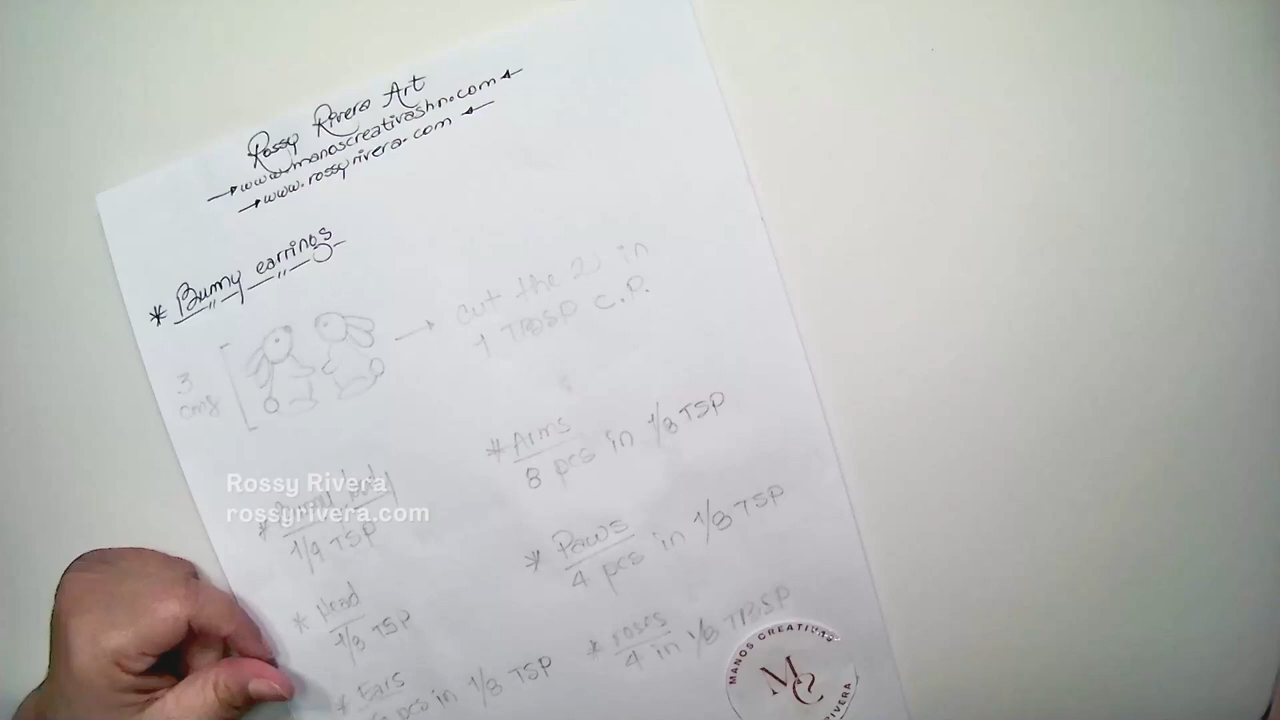 Rossy Rivera Art
www.manoscreativashn.com
www.rossyrivera.com
* Bunny earrings
3 cms
cut the 2 in
1 TBSP C.P.
* Arms
8 pcs in 1/8 TSP
* Bunny body
1/4 TSP
* Paws
4 pcs in 1/8 TSP
* Head
1/8 TSP
* roses
4 in 1/8 TBSP
* Ears
pcs in 1/8 TSP
Rossy Rivera
rossyrivera.com
MANOS CREATIVAS
MC
RIVERA